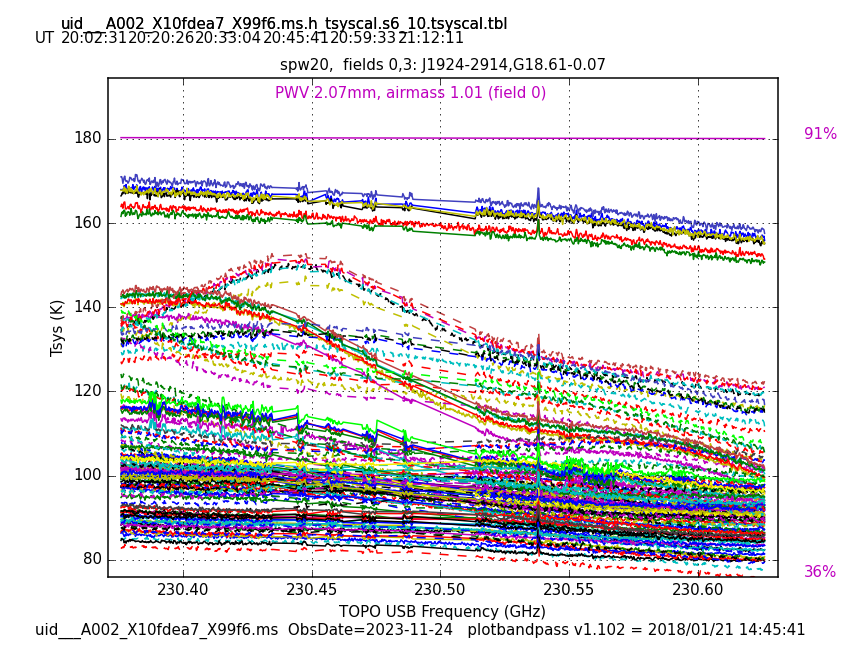 uid___A002_X10fdea7_X99f6.ms.h_tsyscal.s6_10.tsyscal.tbl
UT 20:02:31 20:20:26 20:33:04 20:45:41 20:59:33 21:12:11
spw20, fields 0,3: J1924-2914,G18.61-0.07
PWV 2.07mm, airmass 1.01 (field 0)
91%
180
160
140
120
100
80
Tsys (K)
36%
230.40 230.45 230.50 230.55 230.60
TOPO USB Frequency (GHz)
uid___A002_X10fdea7_X99f6.ms ObsDate=2023-11-24 plotbandpass v1.102 = 2018/01/21 14:45:41